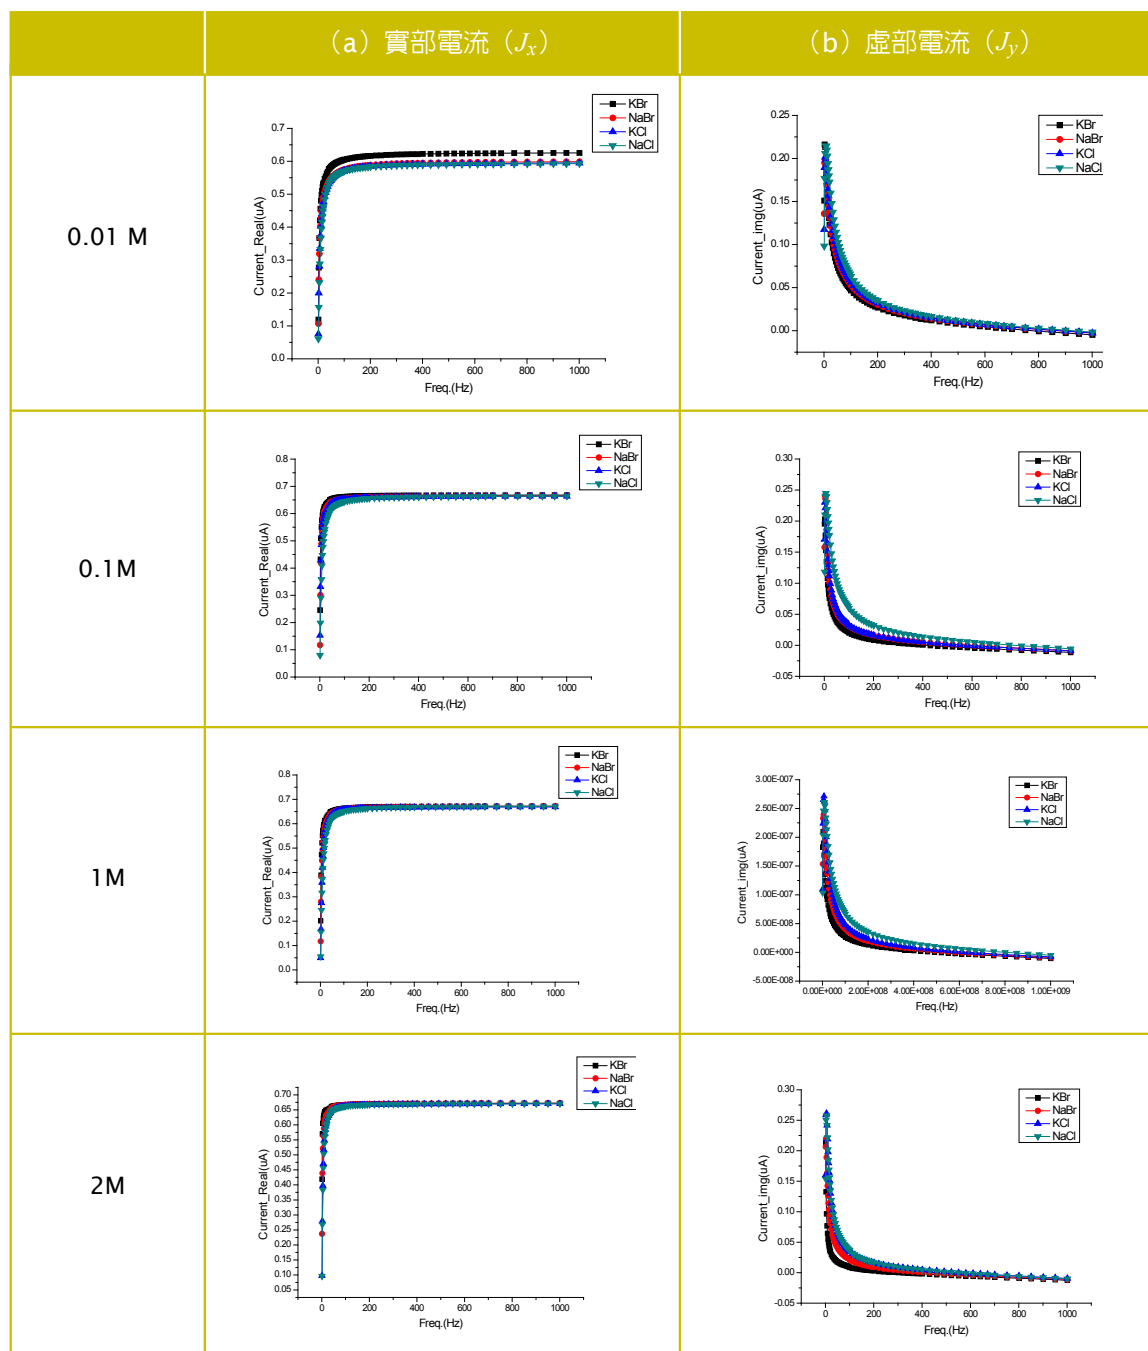 (a) 實部電流 (Jx)
(b) 虛部電流 (Jy)
0.01 M
KBr
NaBr
KCl
NaCl
0.7
0.6
0.5
0.4
0.3
0.2
0.1
0.0
Current_Real(uA)
0 200 400 600 800 1000
Freq.(Hz)
KBr
NaBr
KCl
NaCl
0.25
0.20
0.15
0.10
0.05
0.00
Current_img(uA)
0 200 400 600 800 1000
Freq.(Hz)
0.1M
KBr
NaBr
KCl
NaCl
0.8
0.7
0.6
0.5
0.4
0.3
0.2
0.1
0.0
Current_Real(uA)
0 200 400 600 800 1000
Freq.(Hz)
KBr
NaBr
KCl
NaCl
0.30
0.25
0.20
0.15
0.10
0.05
0.00
-0.05
Current_img(uA)
0 200 400 600 800 1000
Freq.(Hz)
1M
KBr
NaBr
KCl
NaCl
0.8
0.7
0.6
0.5
0.4
0.3
0.2
0.1
0.0
Current_Real(uA)
0 200 400 600 800 1000
Freq.(Hz)
KBr
NaBr
KCl
NaCl
3.00E-007
2.50E-007
2.00E-007
1.50E-007
1.00E-007
5.00E-008
0.00E+000
-5.00E-008
Current_img(uA)
0.00E+000 2.00E+008 4.00E+008 6.00E+008 8.00E+008 1.00E+009
Freq.(Hz)
2M
KBr
NaBr
KCl
NaCl
0.70
0.65
0.60
0.55
0.50
0.45
0.40
0.35
0.30
0.25
0.20
0.15
0.10
0.05
Current_Real(uA)
0 200 400 600 800 1000
Freq.(Hz)
KBr
NaBr
KCl
NaCl
0.30
0.25
0.20
0.15
0.10
0.05
0.00
-0.05
Current_img(uA)
0 200 400 600 800 1000
Freq.(Hz)